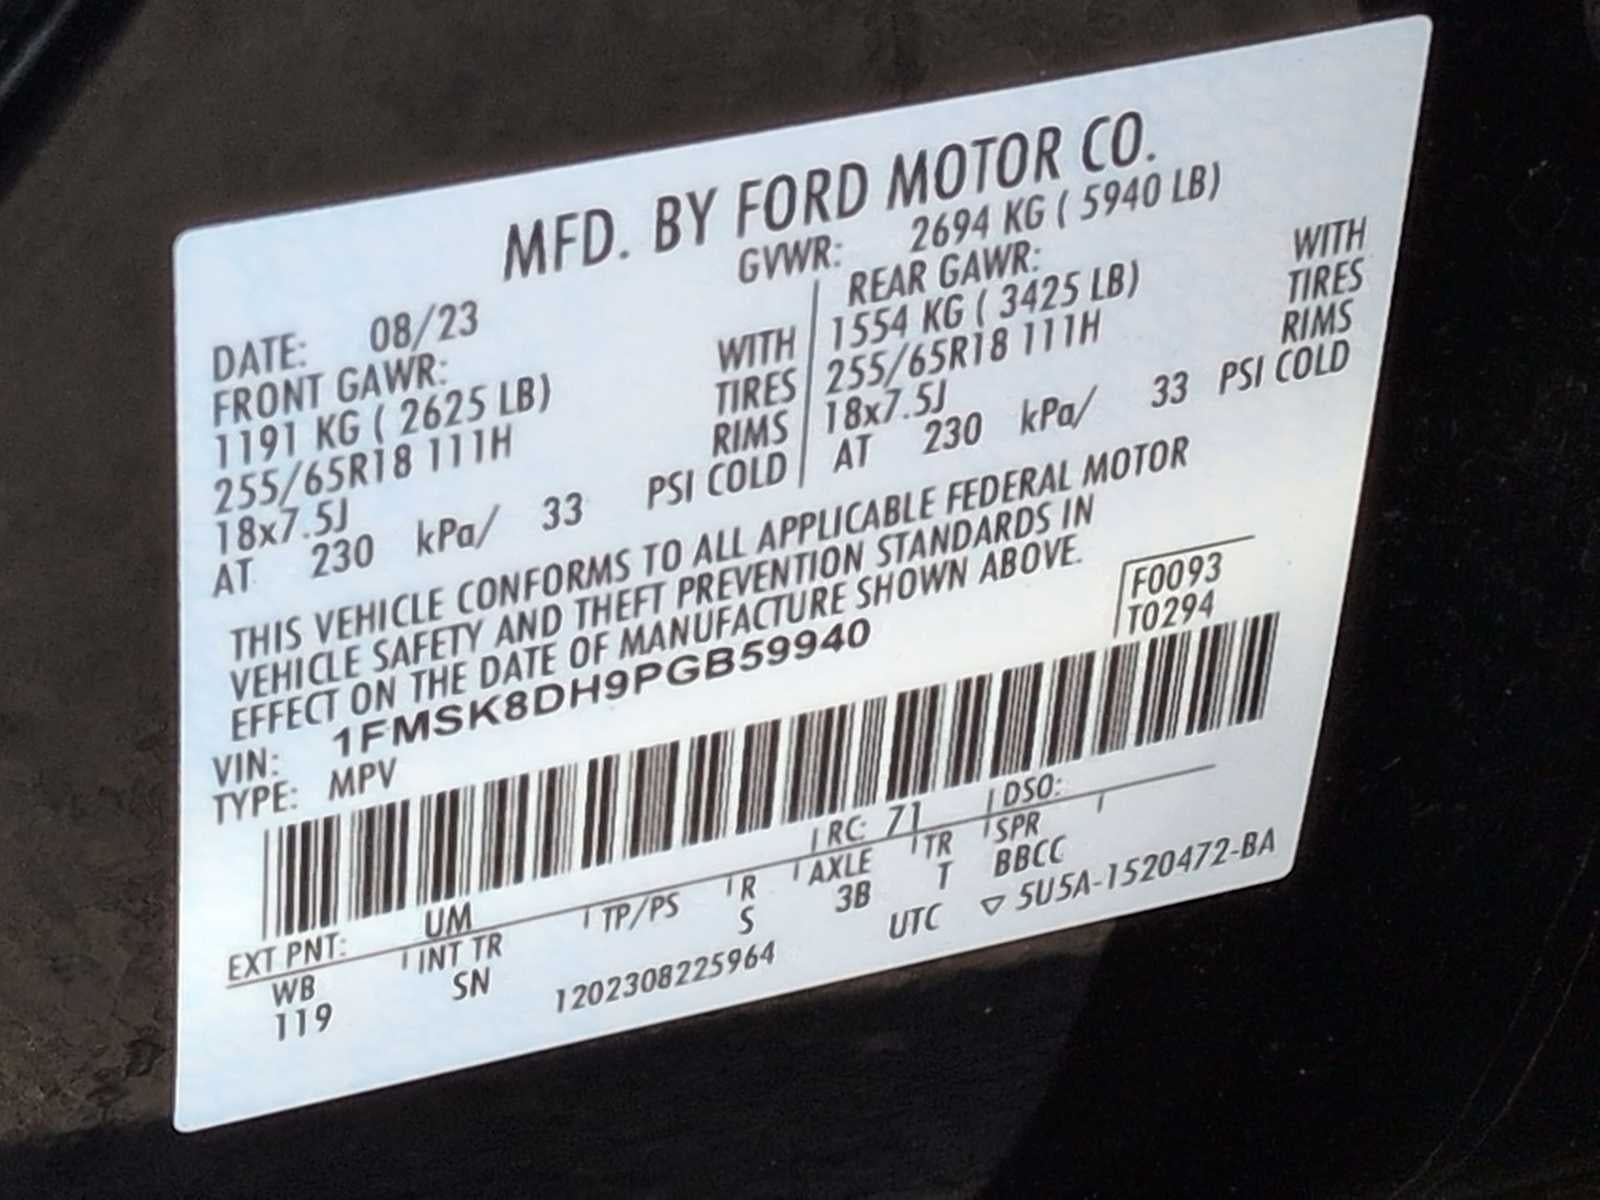 MFD. BY FORD MOTOR CO.
DATE: 08/23 GVWR: 2694 KG ( 5940 LB)
FRONT GAWR: REAR GAWR:
1191 KG ( 2625 LB) WITH 1554 KG ( 3425 LB) WITH
255/65R18 111H TIRES 255/65R18 111H TIRES
18x7.5J RIMS 18x7.5J RIMS
AT 230 kPa/ 33 PSI COLD AT 230 kPa/ 33 PSI COLD
THIS VEHICLE CONFORMS TO ALL APPLICABLE FEDERAL MOTOR
VEHICLE SAFETY AND THEFT PREVENTION STANDARDS IN
EFFECT ON THE DATE OF MANUFACTURE SHOWN ABOVE.
VIN: 1FMSK8DH9PGB59940 F0093
TYPE: MPV T0294
EXT PNT: UM RC: 71 DSO:
WB INT TR TP/PS R AXLE TR SPR
119 SN S 3B T BBCC
1202308225964 UTC ▽ 5U5A-1520472-BA